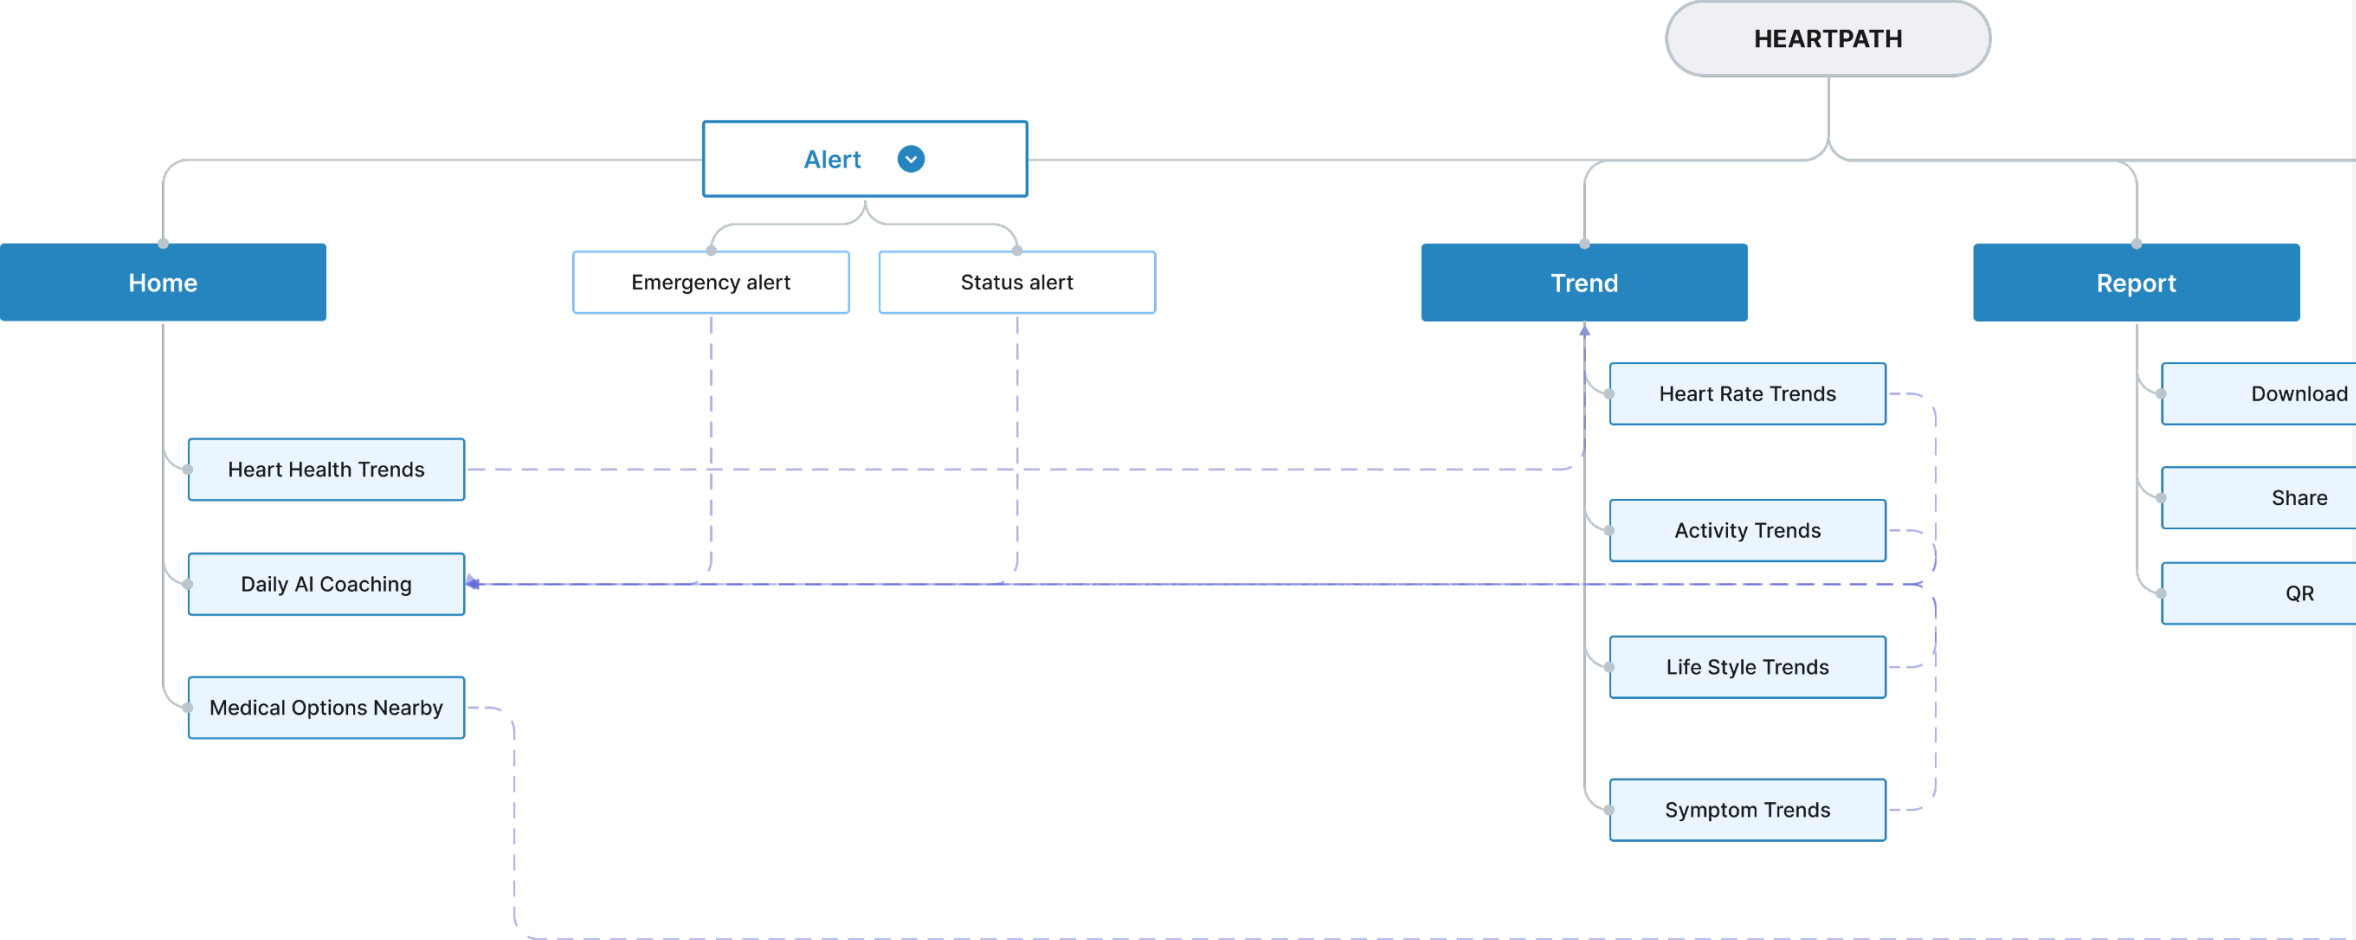 HEARTPATH
Alert
Home
Emergency alert
Status alert
Trend
Report
Heart Rate Trends
Download
Heart Health Trends
Share
Activity Trends
Daily AI Coaching
QR
Life Style Trends
Medical Options Nearby
Symptom Trends